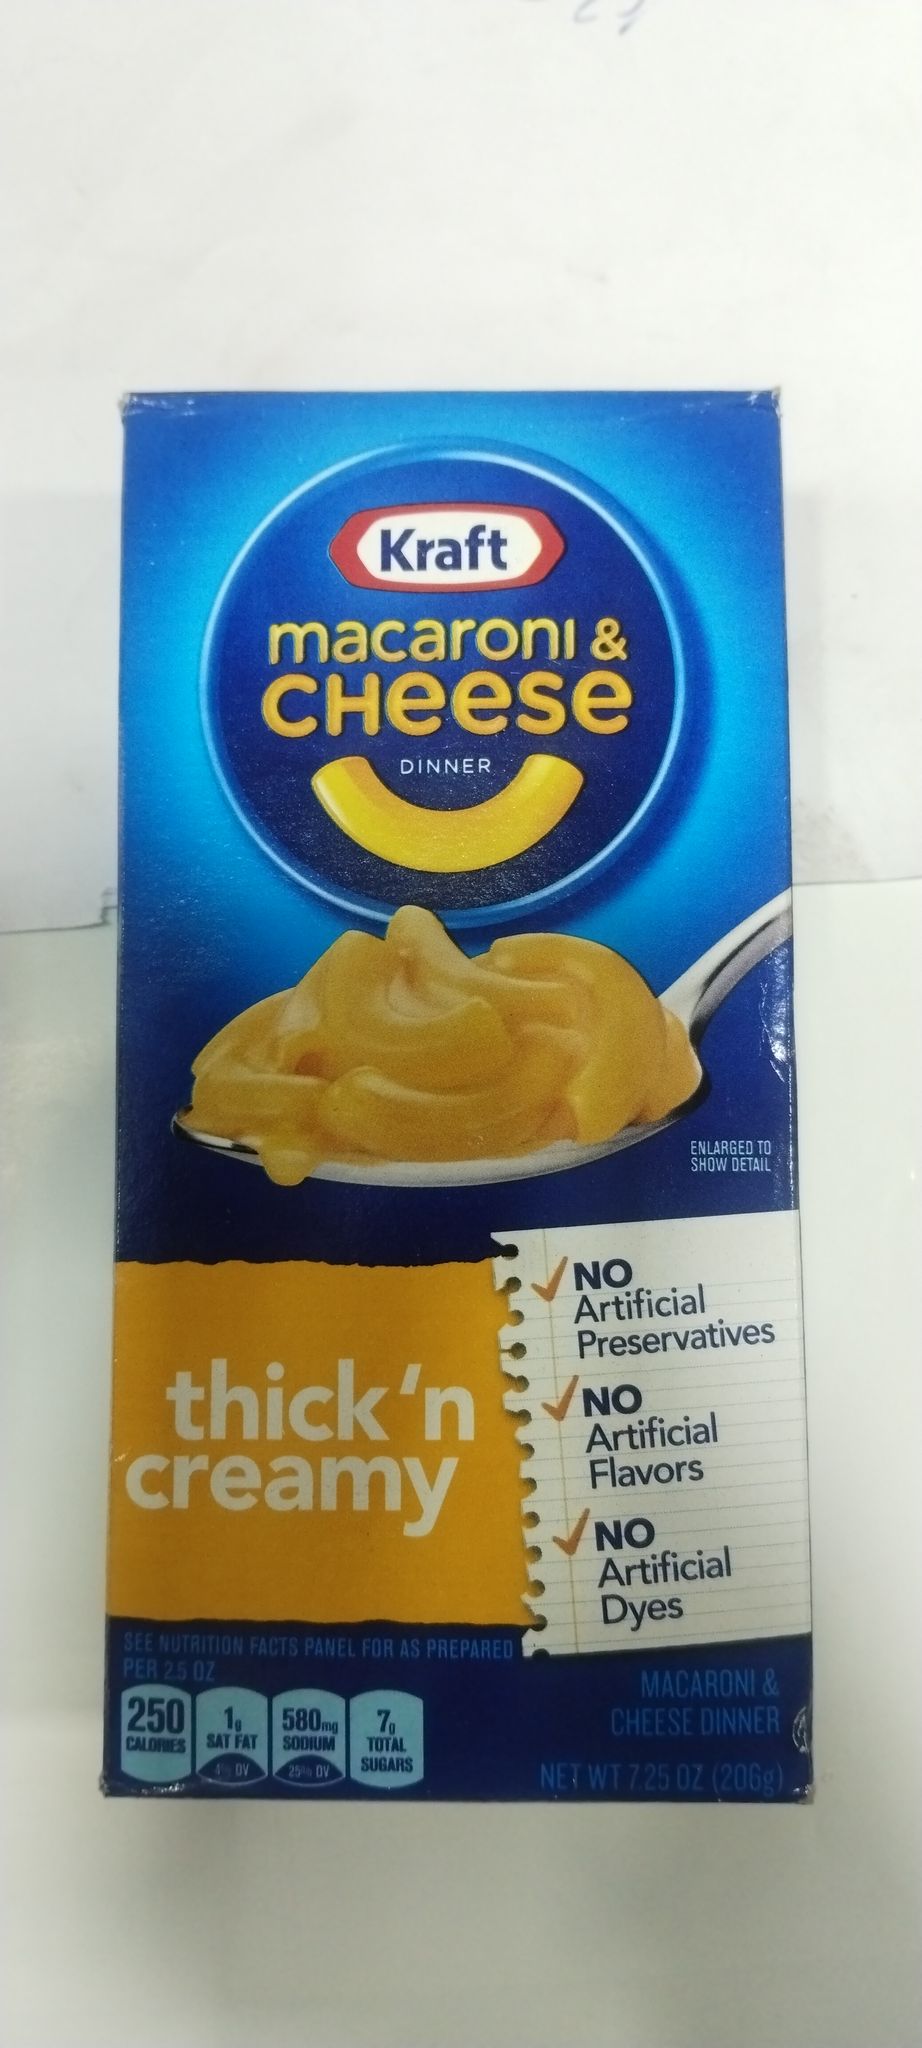 Kraft
macaroni &
CHeese
DINNER
ENLARGED TO
SHOW DETAIL
NO
Artificial
Preservatives
NO
Artificial
Flavors
NO
Artificial
Dyes
thick 'n
creamy
SEE NUTRITION FACTS PANEL FOR AS PREPARED
PER 2.5 OZ
250
CALORIES
1g
SAT FAT
4% DV
580mg
SODIUM
25% DV
7g
TOTAL
SUGARS
MACARONI &
CHEESE DINNER
NET WT 7.25 OZ (206g)